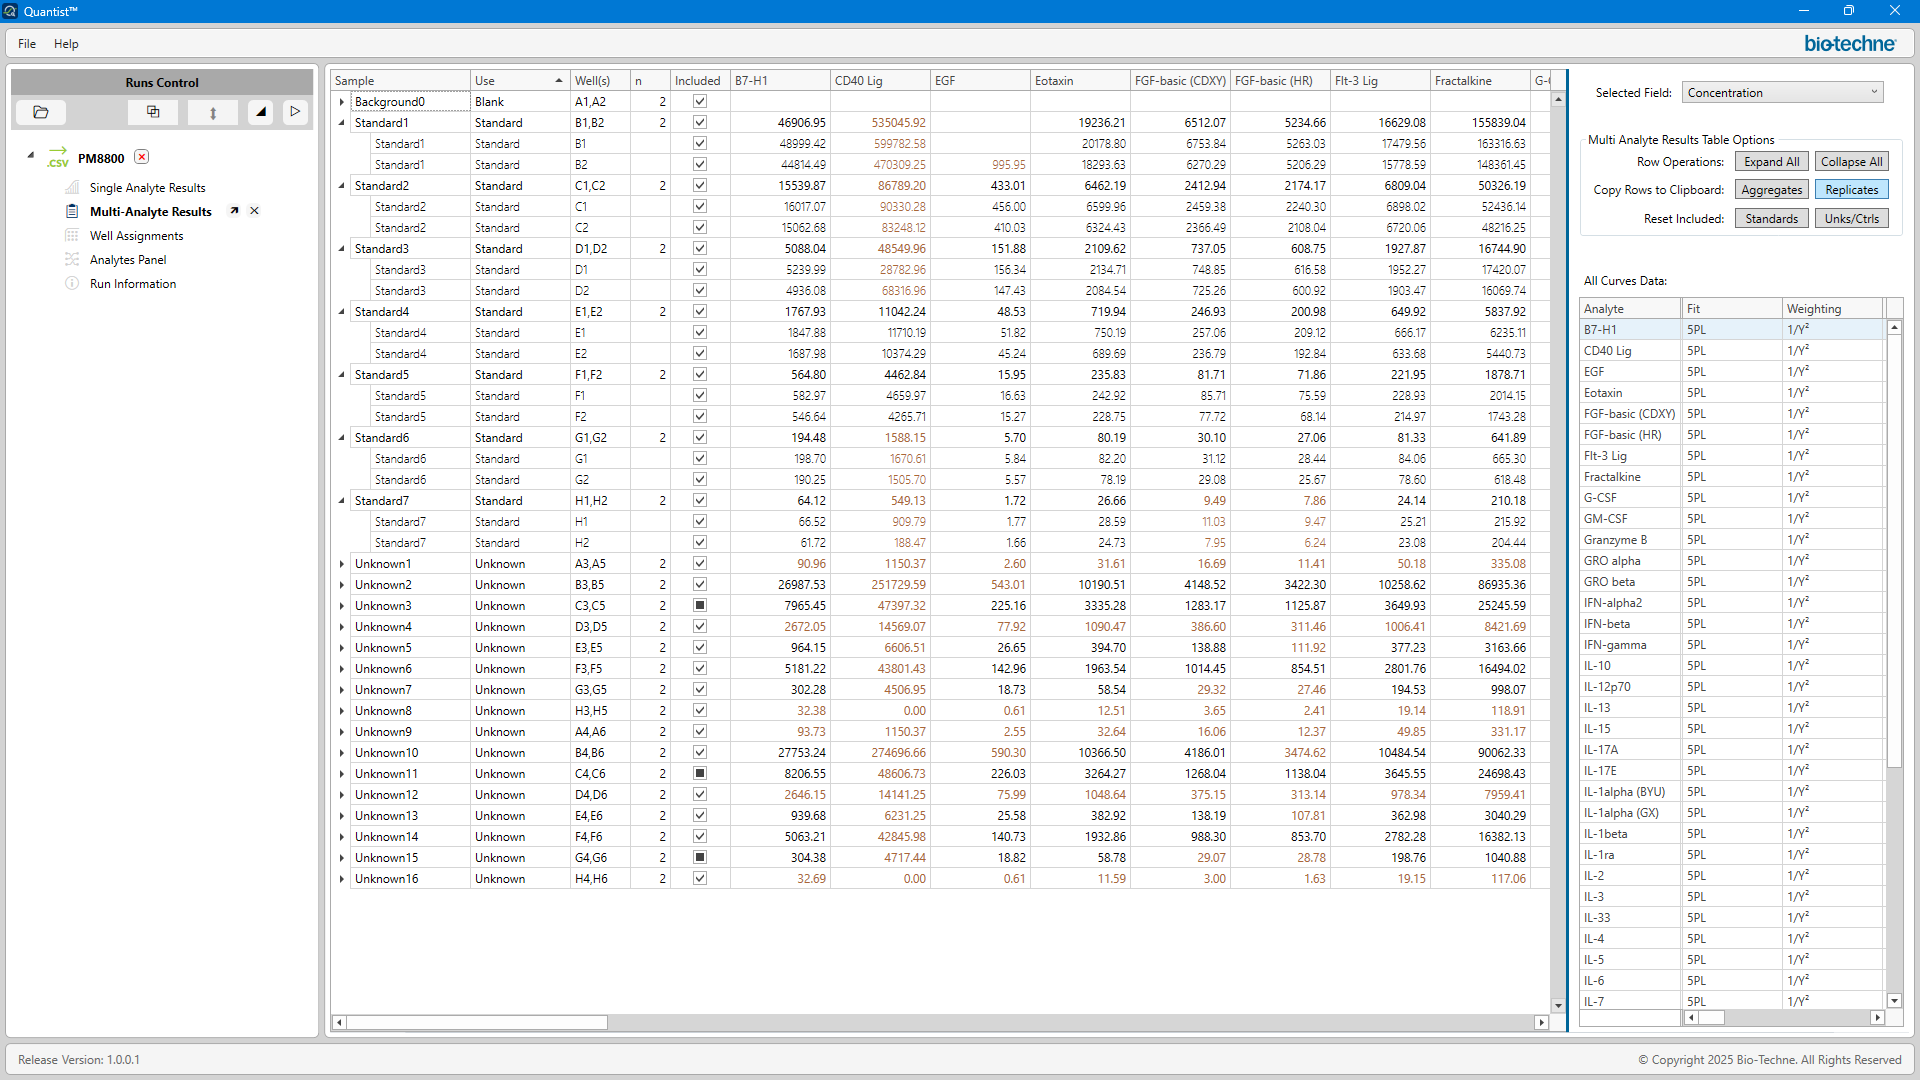 Quantist™
File Help
bio-techne
Runs Control
.csv PM8800
Single Analyte Results
Multi-Analyte Results
Well Assignments
Analytes Panel
Run Information
Sample Use Well(s) n Included B7-H1 CD40 Lig EGF Eotaxin FGF-basic (CDXY) FGF-basic (HR) Flt-3 Lig Fractalkine
Background0 Blank A1,A2 2
Standard1 Standard B1,B2 2 46906.95 535045.92 19236.21 6512.07 5234.66 16629.08 155839.04
Standard1 Standard B1 48999.42 599782.58 20178.80 6753.84 5263.03 17479.56 163316.63
Standard1 Standard B2 44814.49 470309.25 995.95 18293.63 6270.29 5206.29 15778.59 148361.45
Standard2 Standard C1,C2 2 15539.87 86789.20 433.01 6462.19 2412.94 2174.17 6809.04 50326.19
Standard2 Standard C1 16017.07 90330.28 456.00 6599.96 2459.38 2240.30 6898.02 52436.14
Standard2 Standard C2 15062.68 83248.12 410.03 6324.43 2366.49 2108.04 6720.06 48216.25
Standard3 Standard D1,D2 2 5088.04 48549.96 151.88 2109.62 737.05 608.75 1927.87 16744.90
Standard3 Standard D1 5239.99 28782.96 156.34 2134.71 748.85 616.58 1952.27 17420.07
Standard3 Standard D2 4936.08 68316.96 147.43 2084.54 725.26 600.92 1903.47 16069.74
Standard4 Standard E1,E2 2 1767.93 11042.24 48.53 719.94 246.93 200.98 649.92 5837.92
Standard4 Standard E1 1847.88 11710.19 51.82 750.19 257.06 209.12 666.17 6235.11
Standard4 Standard E2 1687.98 10374.29 45.24 689.69 236.79 192.84 633.68 5440.73
Standard5 Standard F1,F2 2 564.80 4462.84 15.95 235.83 81.71 71.86 221.95 1878.71
Standard5 Standard F1 582.97 4659.97 16.63 242.92 85.71 75.59 228.93 2014.15
Standard5 Standard F2 546.64 4265.71 15.27 228.75 77.72 68.14 214.97 1743.28
Standard6 Standard G1,G2 2 194.48 1588.15 5.70 80.19 30.10 27.06 81.33 641.89
Standard6 Standard G1 198.70 1670.61 5.84 82.20 31.12 28.44 84.06 665.30
Standard6 Standard G2 190.25 1505.70 5.57 78.19 29.08 25.67 78.60 618.48
Standard7 Standard H1,H2 2 64.12 549.13 1.72 26.66 9.49 7.86 24.14 210.18
Standard7 Standard H1 66.52 909.79 1.77 28.59 11.03 9.47 25.21 215.92
Standard7 Standard H2 61.72 188.47 1.66 24.73 7.95 6.24 23.08 204.44
Unknown1 Unknown A3,A5 2 90.96 1150.37 2.60 31.61 16.69 11.41 50.18 335.08
Unknown2 Unknown B3,B5 2 26987.53 251729.59 543.01 10190.51 4148.52 3422.30 10258.62 86935.36
Unknown3 Unknown C3,C5 2 7965.45 47397.32 225.16 3335.28 1283.17 1125.87 3649.93 25245.59
Unknown4 Unknown D3,D5 2 2672.05 14569.07 77.92 1090.47 386.60 311.46 1006.41 8421.69
Unknown5 Unknown E3,E5 2 964.15 6606.51 26.65 394.70 138.88 111.92 377.23 3163.66
Unknown6 Unknown F3,F5 2 5181.22 43801.43 142.96 1963.54 1014.45 854.51 2801.76 16494.02
Unknown7 Unknown G3,G5 2 302.28 4506.95 18.73 58.54 29.32 27.46 194.53 998.07
Unknown8 Unknown H3,H5 2 32.38 0.00 0.61 12.51 3.65 2.41 19.14 118.91
Unknown9 Unknown A4,A6 2 93.73 1150.37 2.55 32.64 16.06 12.37 49.85 331.17
Unknown10 Unknown B4,B6 2 27753.24 274696.66 590.30 10366.50 4186.01 3474.62 10484.54 90062.33
Unknown11 Unknown C4,C6 2 8206.55 48606.73 226.03 3264.27 1268.04 1138.04 3645.55 24698.43
Unknown12 Unknown D4,D6 2 2646.15 14141.25 75.99 1048.64 375.15 313.14 978.34 7959.41
Unknown13 Unknown E4,E6 2 939.68 6231.25 25.58 382.92 138.19 107.81 362.98 3040.29
Unknown14 Unknown F4,F6 2 5063.21 42845.98 140.73 1932.86 988.30 853.70 2782.28 16382.13
Unknown15 Unknown G4,G6 2 304.38 4717.44 18.82 58.78 29.07 28.78 198.76 1040.88
Unknown16 Unknown H4,H6 2 32.69 0.00 0.61 11.59 3.00 1.63 19.15 117.06
Selected Field: Concentration
Multi Analyte Results Table Options
Row Operations: Expand All Collapse All
Copy Rows to Clipboard: Aggregates Replicates
Reset Included: Standards Unks/Ctrls
All Curves Data:
Analyte Fit Weighting
B7-H1 5PL 1/Y²
CD40 Lig 5PL 1/Y²
EGF 5PL 1/Y²
Eotaxin 5PL 1/Y²
FGF-basic (CDXY) 5PL 1/Y²
FGF-basic (HR) 5PL 1/Y²
Flt-3 Lig 5PL 1/Y²
Fractalkine 5PL 1/Y²
G-CSF 5PL 1/Y²
GM-CSF 5PL 1/Y²
Granzyme B 5PL 1/Y²
GRO alpha 5PL 1/Y²
GRO beta 5PL 1/Y²
IFN-alpha2 5PL 1/Y²
IFN-beta 5PL 1/Y²
IFN-gamma 5PL 1/Y²
IL-10 5PL 1/Y²
IL-12p70 5PL 1/Y²
IL-13 5PL 1/Y²
IL-15 5PL 1/Y²
IL-17A 5PL 1/Y²
IL-17E 5PL 1/Y²
IL-1alpha (BYU) 5PL 1/Y²
IL-1alpha (GX) 5PL 1/Y²
IL-1beta 5PL 1/Y²
IL-1ra 5PL 1/Y²
IL-2 5PL 1/Y²
IL-3 5PL 1/Y²
IL-33 5PL 1/Y²
IL-4 5PL 1/Y²
IL-5 5PL 1/Y²
IL-6 5PL 1/Y²
IL-7 5PL 1/Y²
Release Version: 1.0.0.1
© Copyright 2025 Bio-Techne. All Rights Reserved